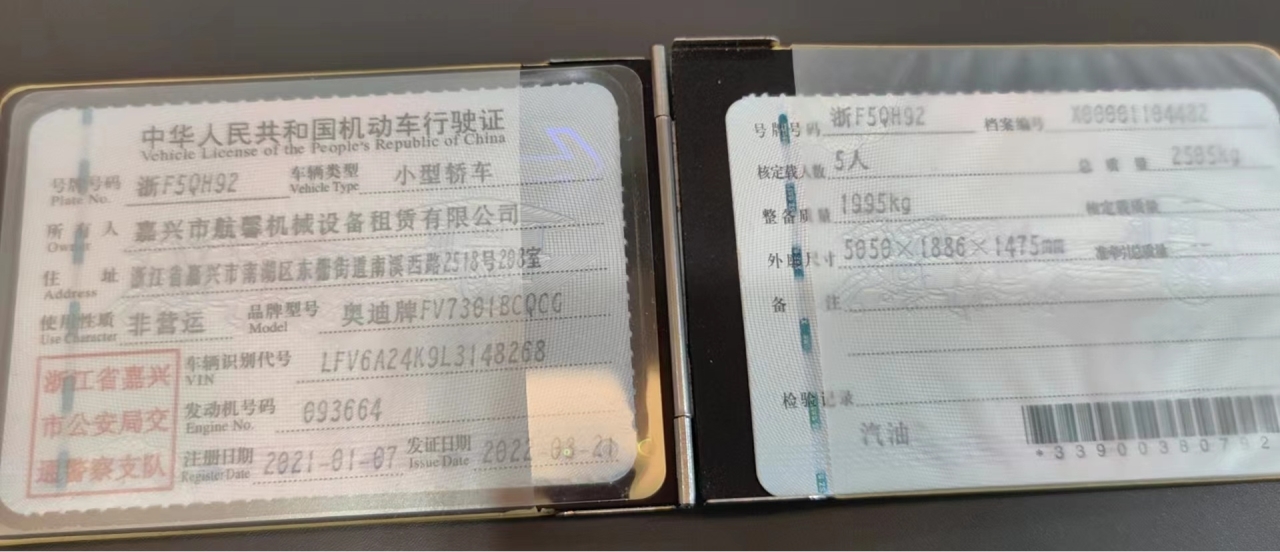 中华人民共和国机动车行驶证
Vehicle License of the People's Republic of China
号牌号码 浙F5QH92 车辆类型 小型轿车
Plate No. Vehicle Type
所有人 嘉兴市航馨机械设备租赁有限公司
Owner
住址 浙江省嘉兴市南湖区东栅街道南溪西路2518号208室
Address
使用性质 非营运 品牌型号 奥迪牌FV7301BCQCG
Use Character Model
浙江省嘉兴
市公安局交
通警察支队
车辆识别代号 LFV6A24K9L3148268
VIN
发动机号码 093664
Engine No.
注册日期 2021-01-07 发证日期 2022-03-21
Register Date Issue Date
号牌号码 浙F5QH92 档案编号
核定载人数 5人 总质量 2505kg
整备质量 1995kg 核定载质量
外廓尺寸 5050×1886×1475mm 准牵引总质量
备注
检验记录
汽油
*3390038079 2